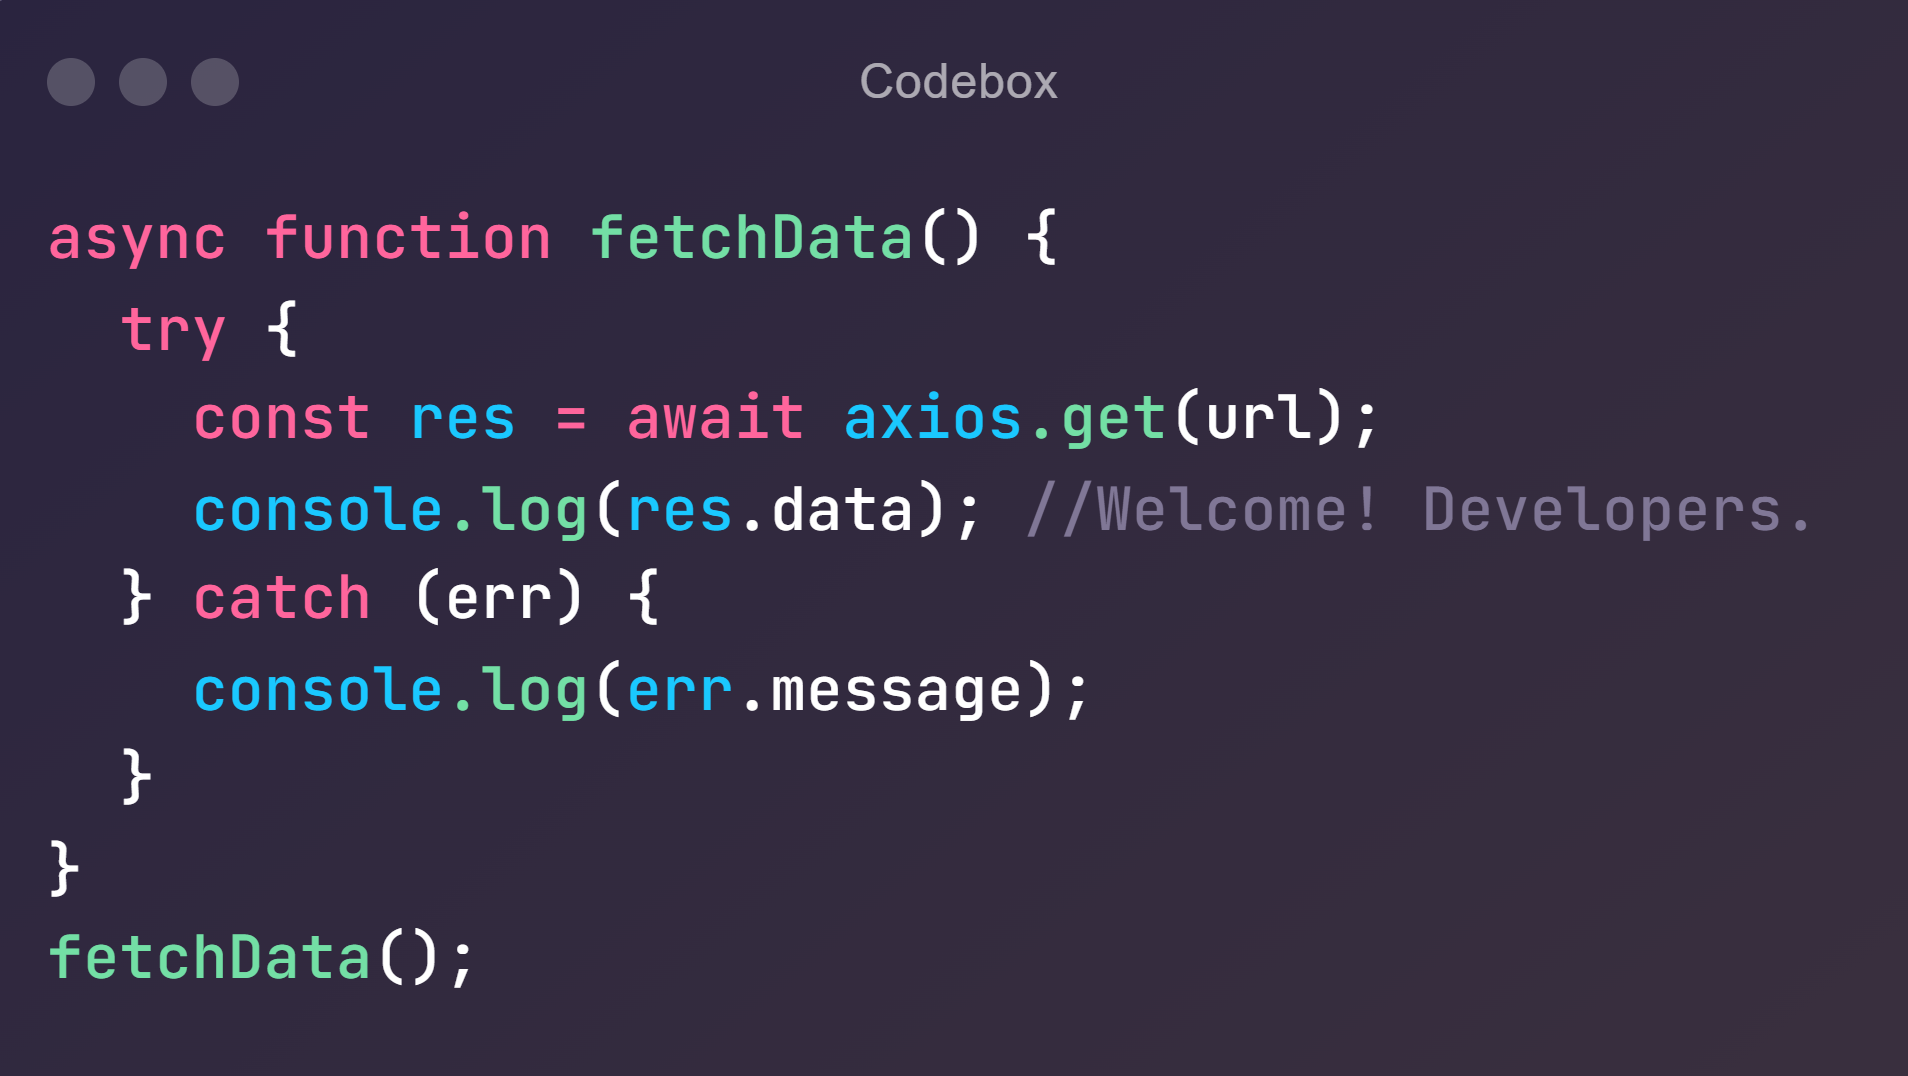 Codebox
async function fetchData() {
  try {
    const res = await axios.get(url);
    console.log(res.data); //Welcome! Developers.
  } catch (err) {
    console.log(err.message);
  }
}
fetchData();